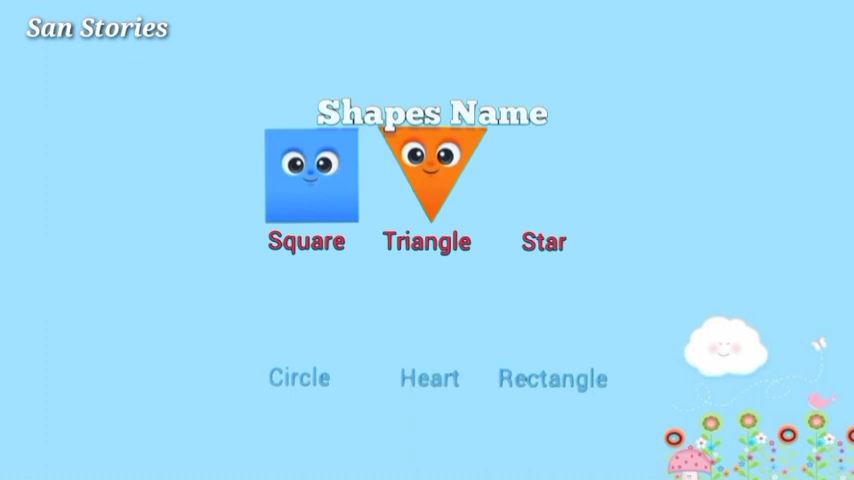 San Stories
Shapes Name
Square Triangle Star
Circle Heart Rectangle